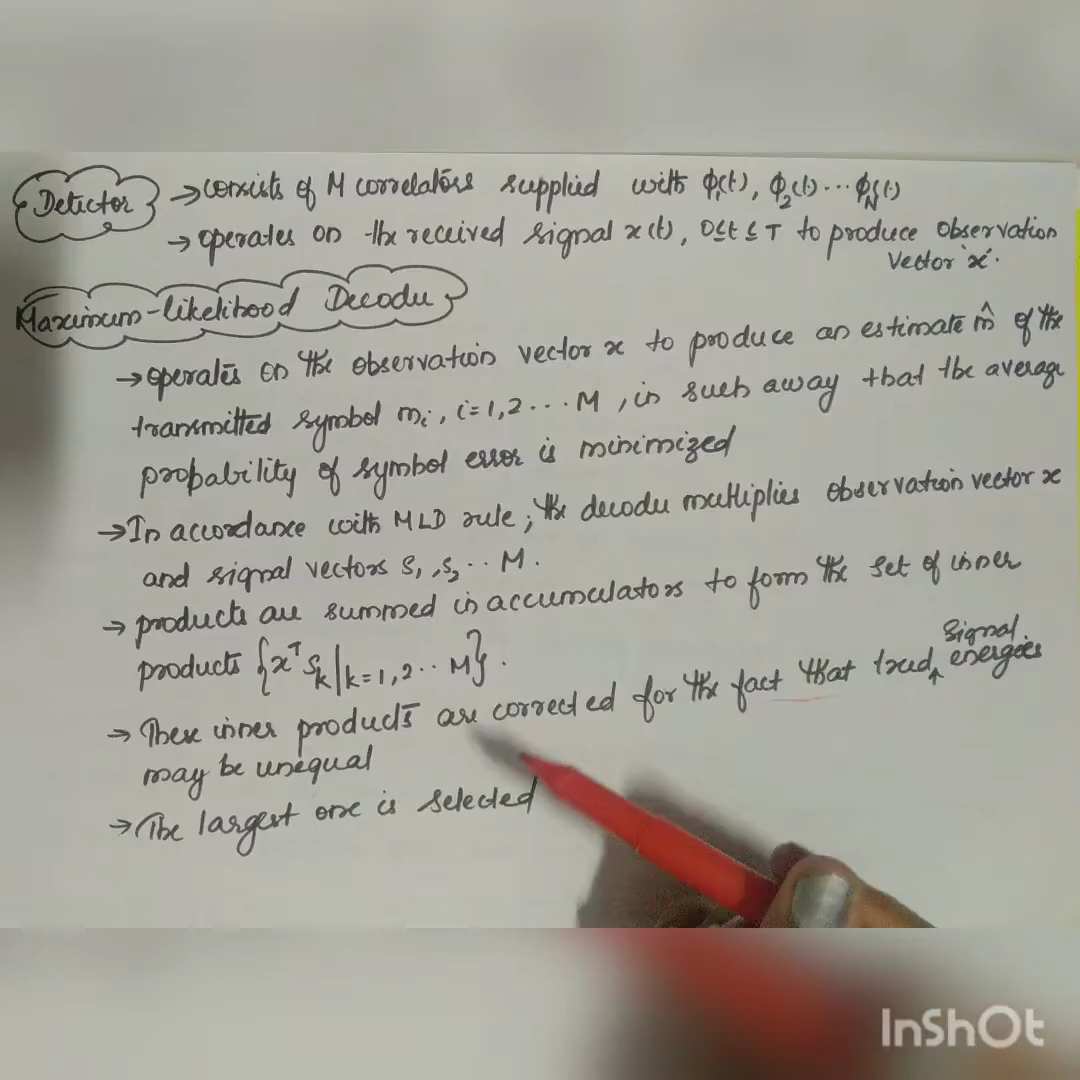 Detector → consists of M correlators supplied with ϕ₁(t), ϕ₂(t)...ϕN(t)
→ operates on the received signal x(t), 0≤t≤T to produce observation
vector 'x'.
Maximum-likelihood Decoder
→ operates on the observation vector x to produce an estimate m̂ of the
transmitted symbol mᵢ, i=1,2...M, in such away that the average
probability of symbol error is minimized
→ In accordance with MLD rule, the decoder multiplies observation vector x
and signal vectors S₁, S₂.. M.
→ products are summed in accumulators to form the set of inner
products {xᵀ Sk | k=1,2..M}.
→ These inner products are corrected for the fact that signal energies
may be unequal
→ The largest one is selected
InShOt